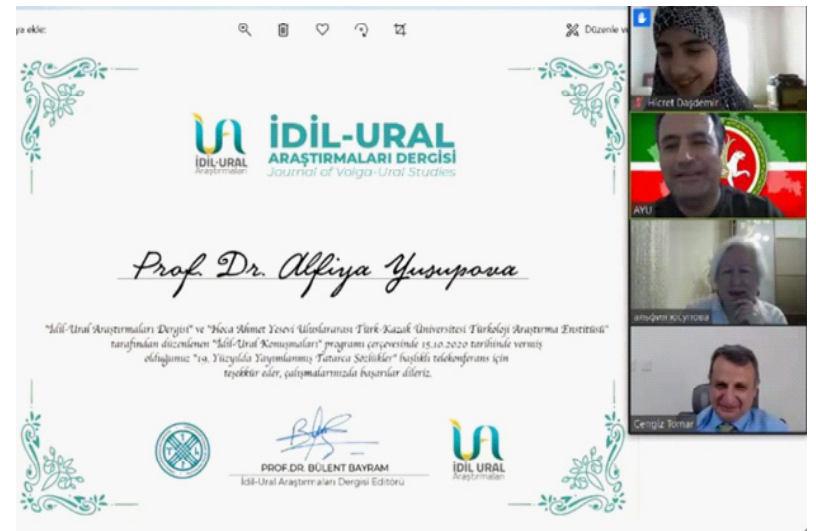 ya ekle:
Düzenle v
İDİL-URAL
Araştırmaları
İDİL-URAL
ARAŞTIRMALARI DERGİSİ
Journal of Volga-Ural Studies
Prof. Dr. Alfiya Yusupova
"İdil-Ural Araştırmaları Dergisi" ve "Hoca Ahmet Yesevi Uluslararası Türk-Kazak Üniversitesi Türkoloji Araştırma Enstitüsü"
tarafından düzenlenen "İdil-Ural Konuşmaları" programı çerçevesinde 15.10.2020 tarihinde vermiş
olduğunuz "19. Yüzyılda Yayımlanmış Tatarca Sözlükler" başlıklı telekonferans için
teşekkür eder, çalışmalarınızda başarılar dileriz.
PROF.DR. BÜLENT BAYRAM
İdil-Ural Araştırmaları Dergisi Editörü
İDİL URAL
Araştırmaları
Hicret Daşdemir
AYU
альфия юсупова
Cengiz Tomar